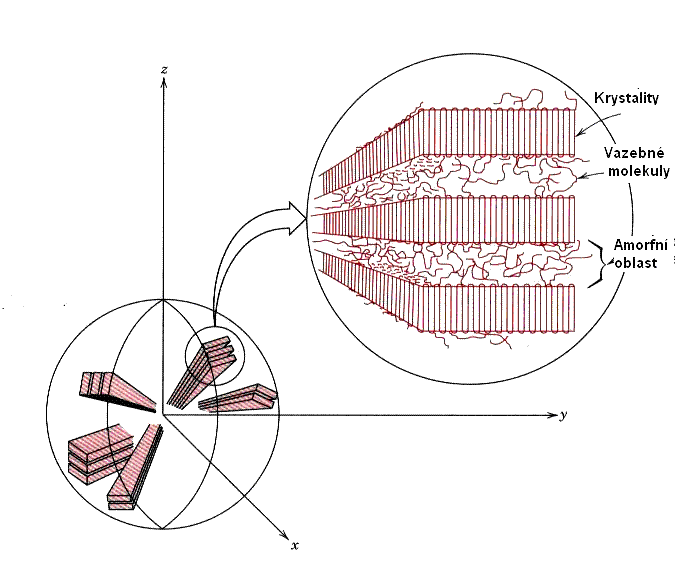 z
Krystality
Vazebné
molekuly
Amorfní
oblast
y
x